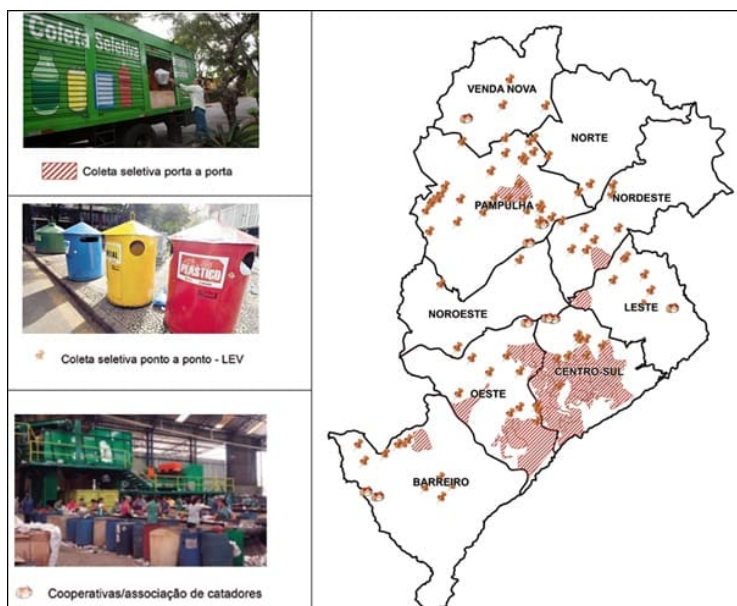 Coleta Seletiva
Coleta seletiva porta a porta
PLÁSTICO
Coleta seletiva ponto a ponto - LEV
Cooperativas/associação de catadores
VENDA NOVA
NORTE
NORDESTE
PAMPULHA
NOROESTE
LESTE
CENTRO-SUL
OESTE
BARREIRO